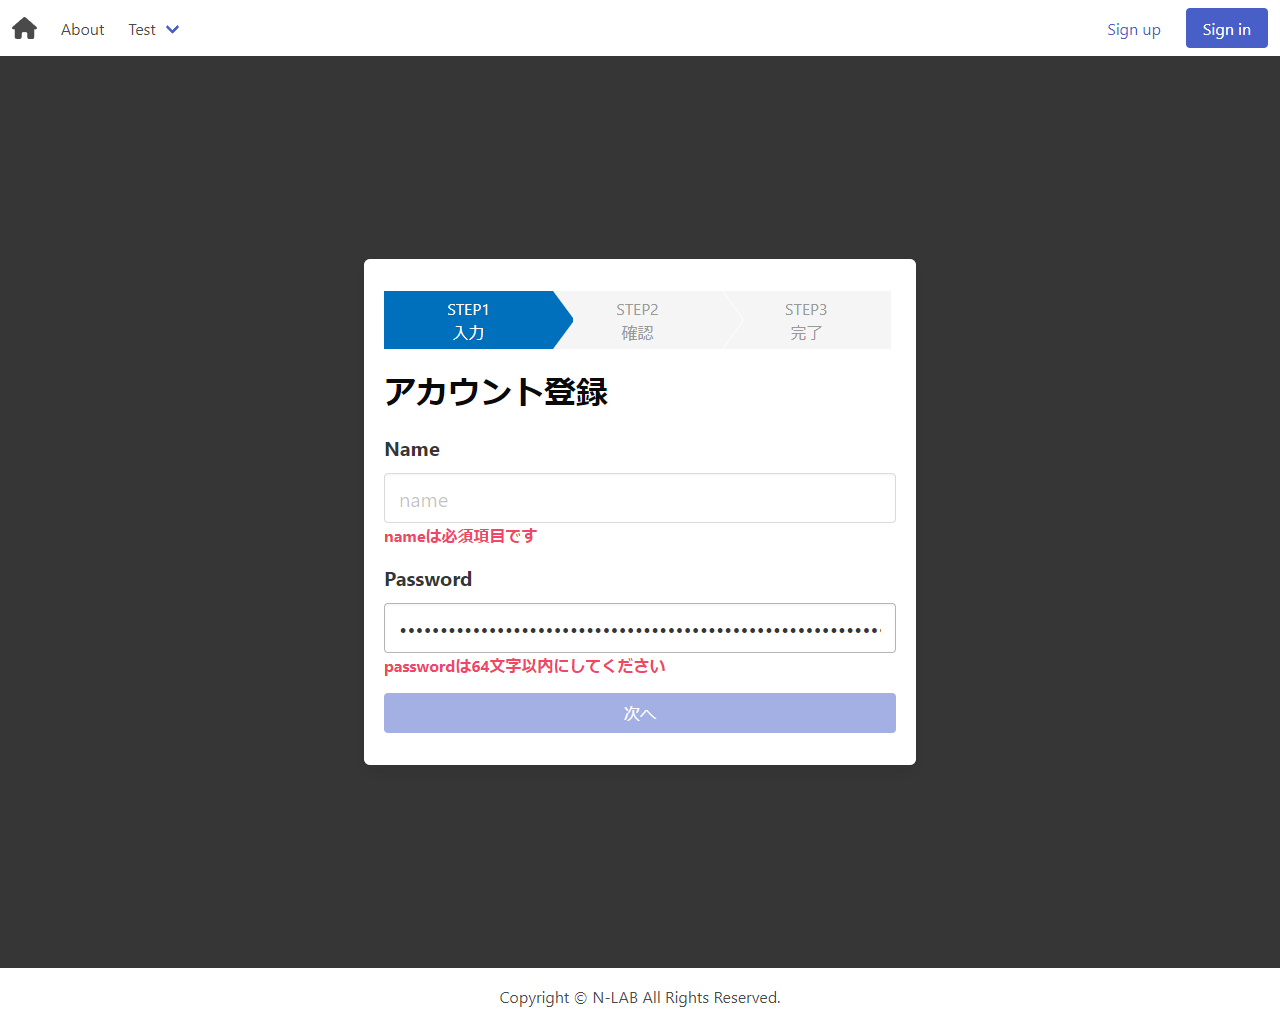 About
Test
Sign up
Sign in
STEP1
入力
STEP2
確認
STEP3
完了
アカウント登録
Name
name
nameは必須項目です
Password
passwordは64文字以内にしてください
次へ
Copyright © N-LAB All Rights Reserved.